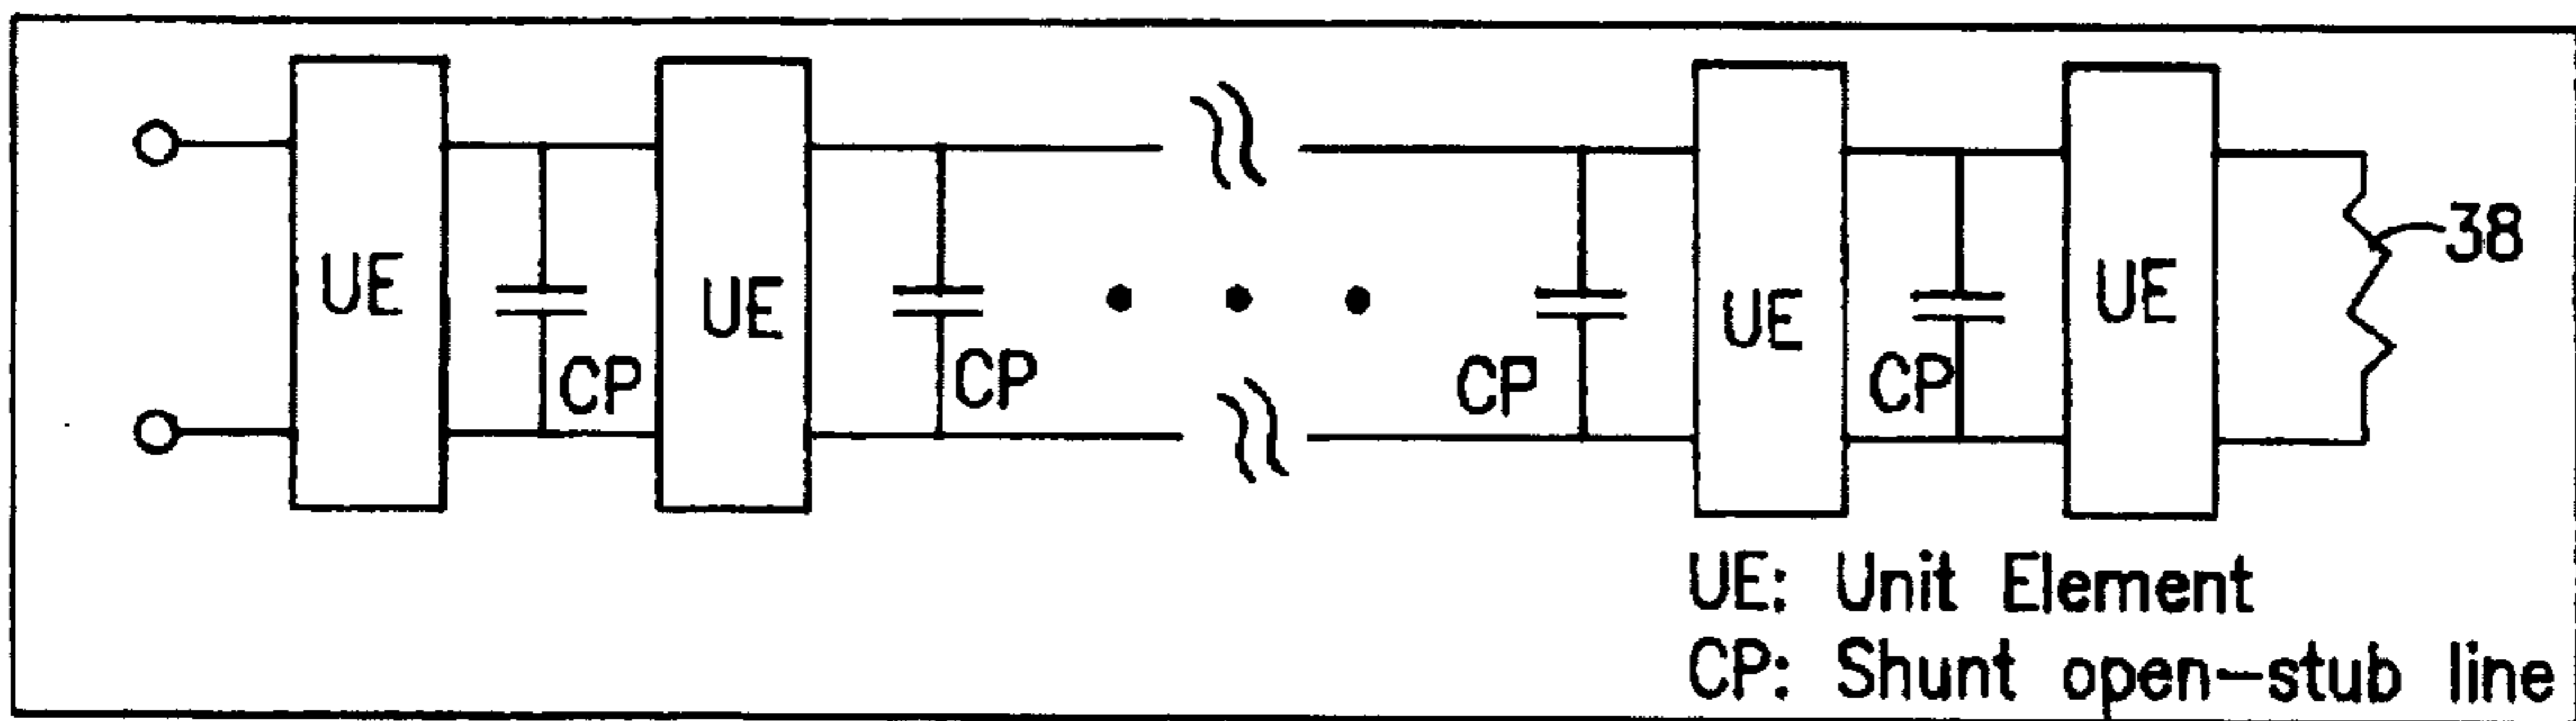 UE
CP
UE
CP
CP
UE
CP
UE
38
UE: Unit Element
CP: Shunt open-stub line